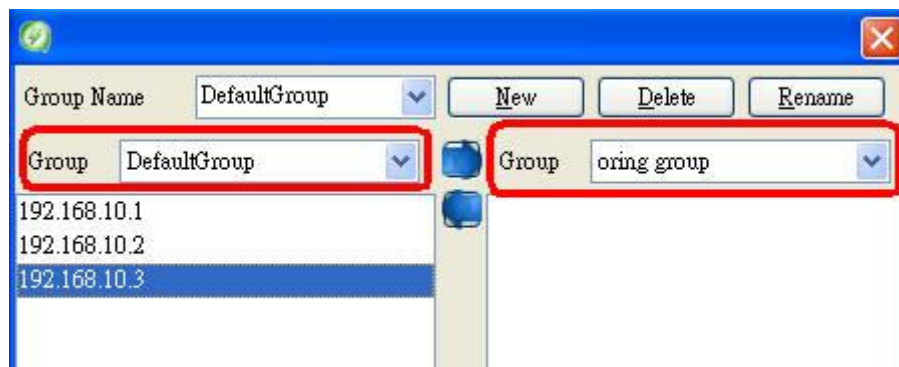 Group Name DefaultGroup New Delete Rename
Group DefaultGroup Group oring group
192.168.10.1
192.168.10.2
192.168.10.3